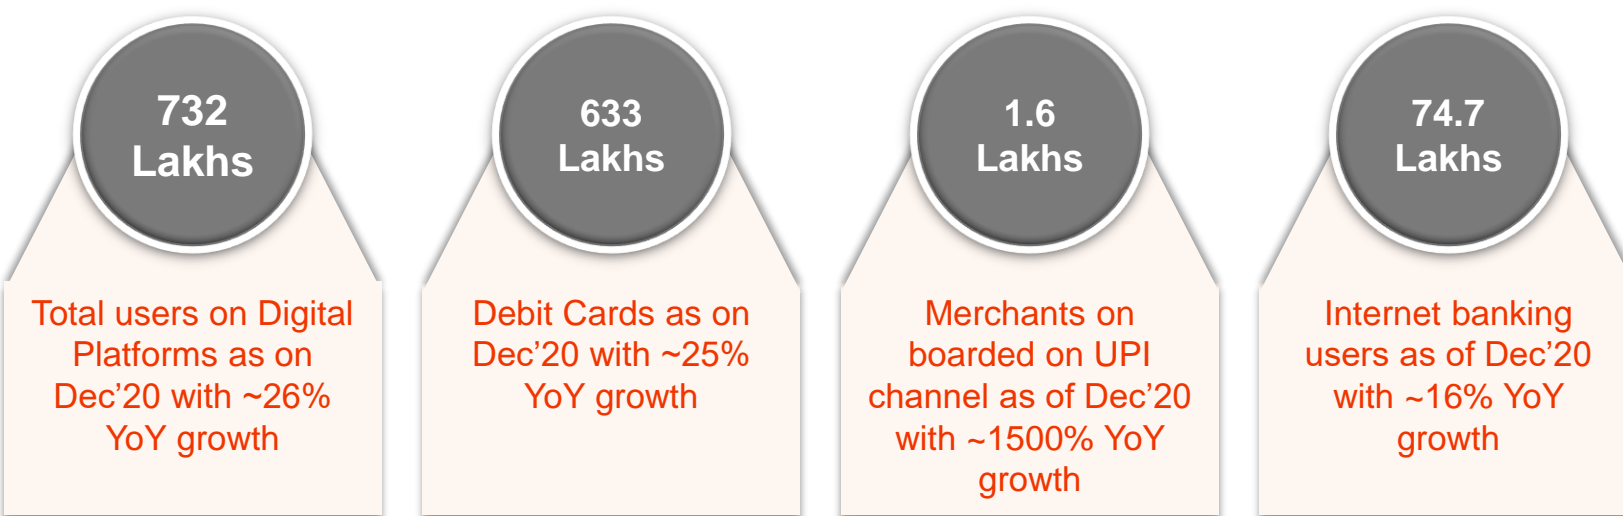 732
Lakhs
Total users on Digital
Platforms as on
Dec’20 with ~26%
YoY growth
633
Lakhs
Debit Cards as on
Dec’20 with ~25%
YoY growth
1.6
Lakhs
Merchants on
boarded on UPI
channel as of Dec’20
with ~1500% YoY
growth
74.7
Lakhs
Internet banking
users as of Dec’20
with ~16% YoY
growth